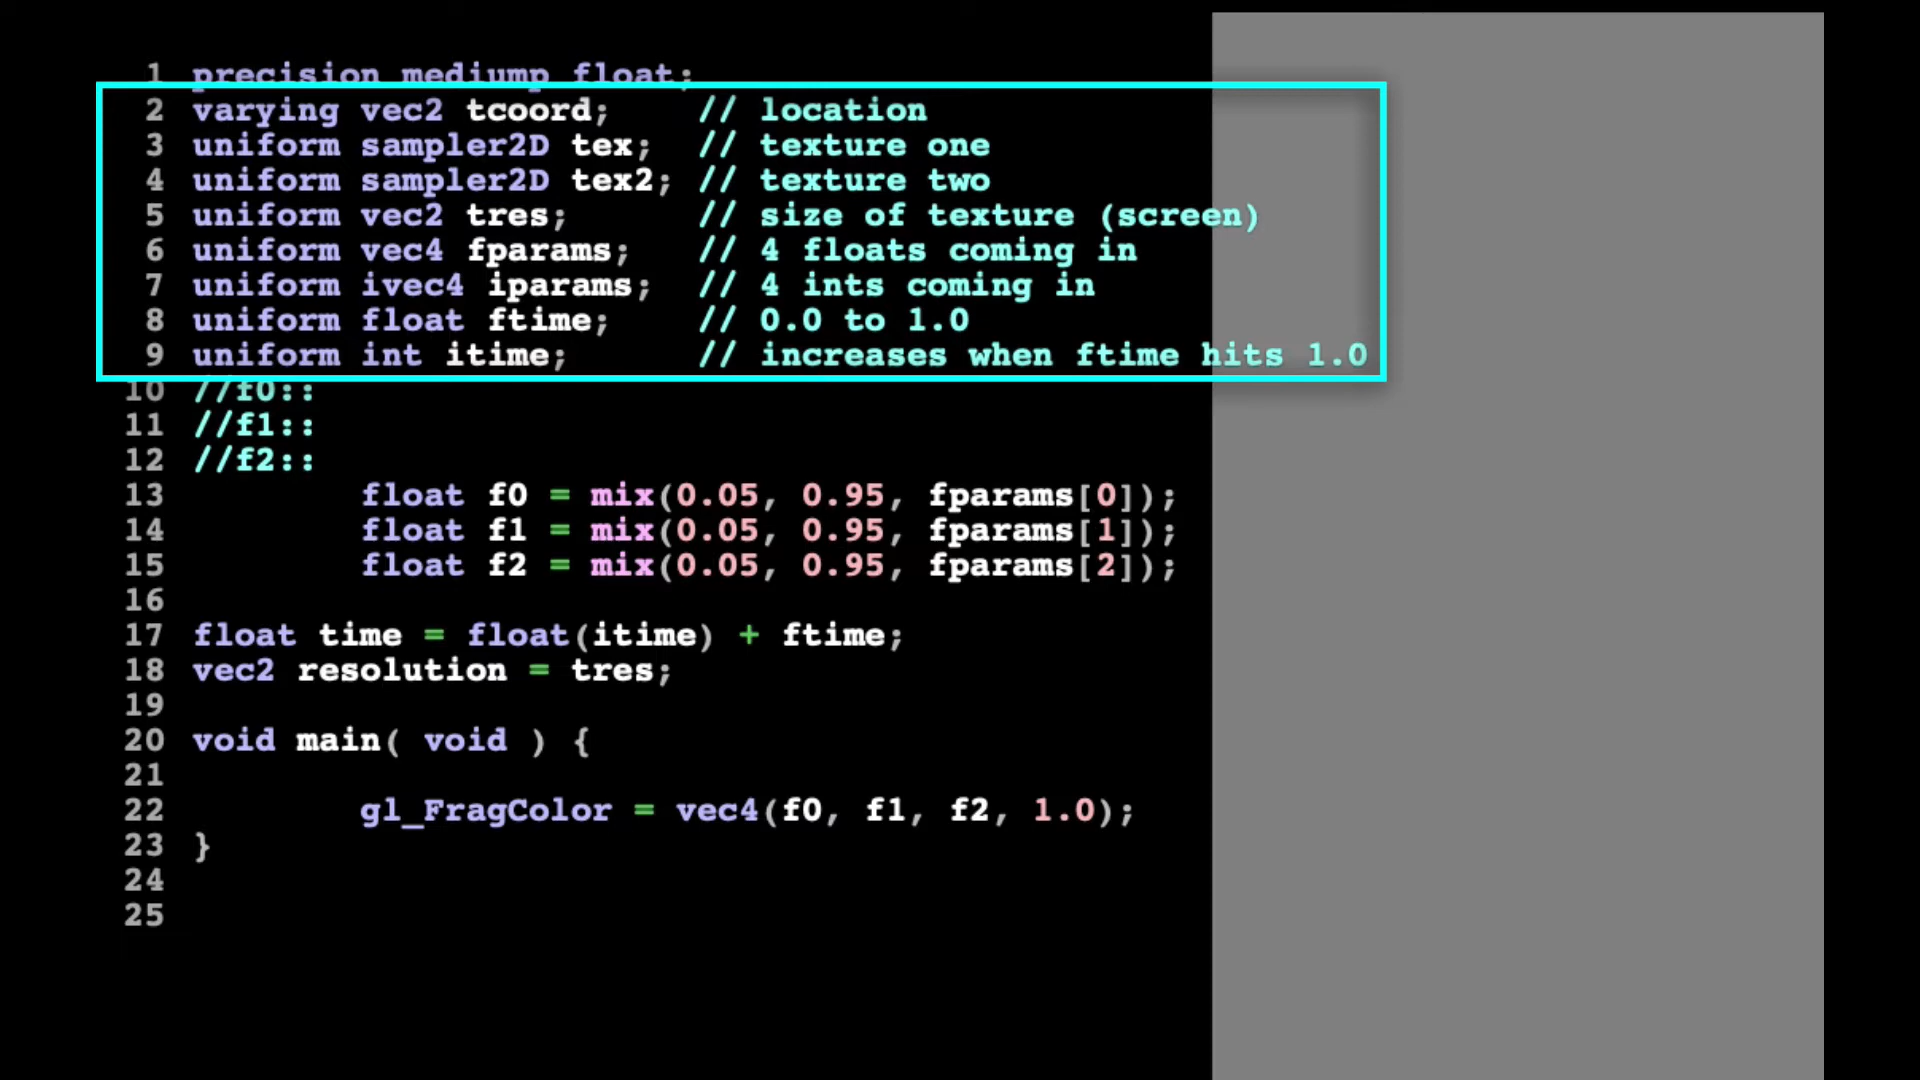 1 precision mediump float;
2 varying vec2 tcoord; // location
3 uniform sampler2D tex; // texture one
4 uniform sampler2D tex2; // texture two
5 uniform vec2 tres; // size of texture (screen)
6 uniform vec4 fparams; // 4 floats coming in
7 uniform ivec4 iparams; // 4 ints coming in
8 uniform float ftime; // 0.0 to 1.0
9 uniform int itime; // increases when ftime hits 1.0
10 //f0::
11 //f1::
12 //f2::
13 float f0 = mix(0.05, 0.95, fparams[0]);
14 float f1 = mix(0.05, 0.95, fparams[1]);
15 float f2 = mix(0.05, 0.95, fparams[2]);
16
17 float time = float(itime) + ftime;
18 vec2 resolution = tres;
19
20 void main( void ) {
21
22 gl_FragColor = vec4(f0, f1, f2, 1.0);
23 }
24
25